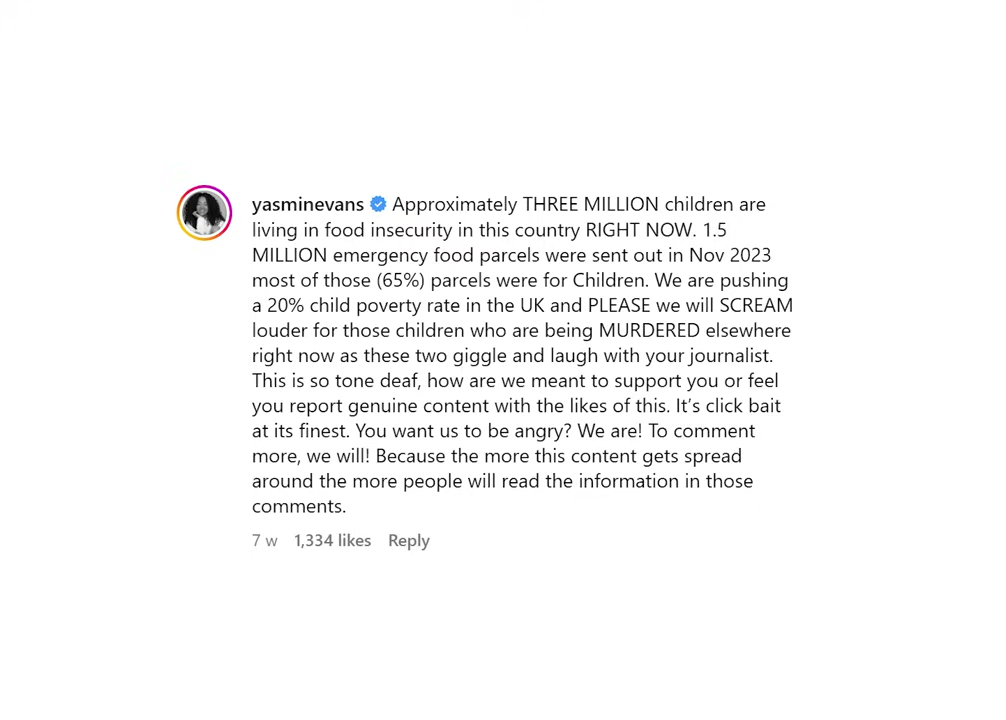 yasminevans Approximately THREE MILLION children are
living in food insecurity in this country RIGHT NOW. 1.5
MILLION emergency food parcels were sent out in Nov 2023
most of those (65%) parcels were for Children. We are pushing
a 20% child poverty rate in the UK and PLEASE we will SCREAM
louder for those children who are being MURDERED elsewhere
right now as these two giggle and laugh with your journalist.
This is so tone deaf, how are we meant to support you or feel
you report genuine content with the likes of this. It’s click bait
at its finest. You want us to be angry? We are! To comment
more, we will! Because the more this content gets spread
around the more people will read the information in those
comments.
7 w 1,334 likes Reply